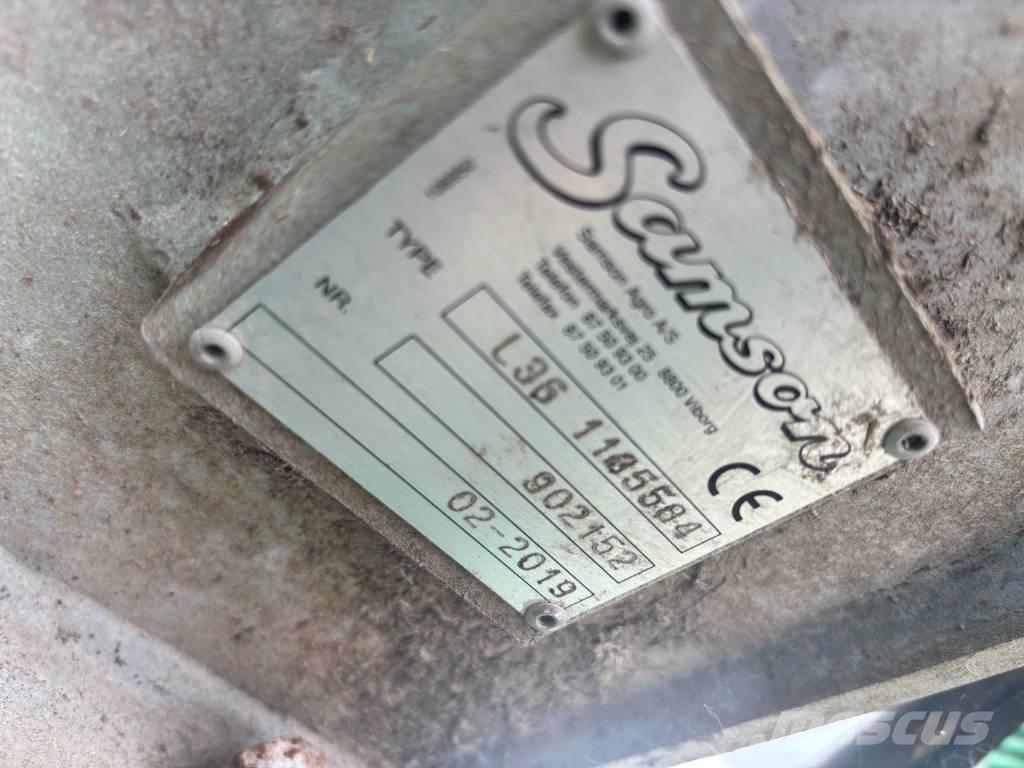 Samson
Samson Agro A/S
Vestermarksvej 25 . 8800 Viborg
Telefon 87 50 93 00
Telefax 87 50 93 01
CE
TYPE
L36
NR.
902152
02-2019
mascus